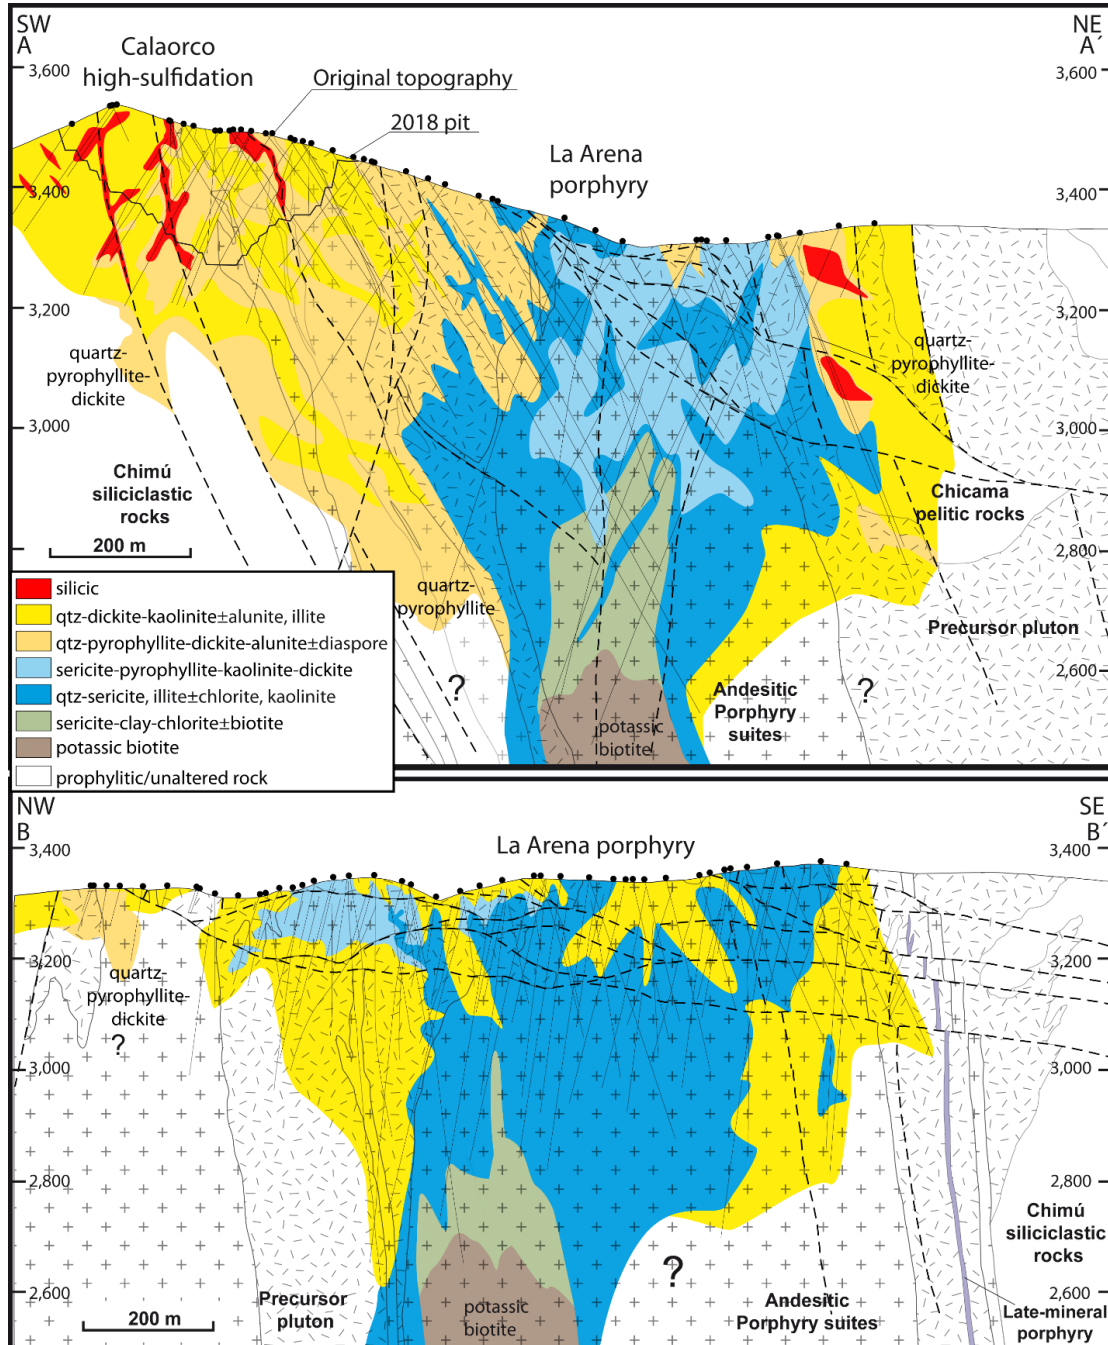 SW
A
Calaorco
high-sulfidation
Original topography
2018 pit
La Arena
porphyry
NE
A´
3,600
3,400
3,200
3,000
3,600
3,400
3,200
3,000
2,800
2,600
quartz-
pyrophyllite-
dickite
quartz-
pyrophyllite-
dickite
Chimú
siliciclastic
rocks
200 m
Chicama
pelitic rocks
quartz-
pyrophyllite
Precursor pluton
?
Andesitic
Porphyry
suites
?
potassic
biotite
silicic
qtz-dickite-kaolinite±alunite, illite
qtz-pyrophyllite-dickite-alunite±diaspore
sericite-pyrophyllite-kaolinite-dickite
qtz-sericite, illite±chlorite, kaolinite
sericite-clay-chlorite±biotite
potassic biotite
prophylitic/unaltered rock
NW
B
La Arena porphyry
SE
B´
3,400
3,200
3,000
2,800
2,600
3,400
3,200
3,000
2,800
2,600
quartz-
pyrophyllite-
dickite
?
Precursor
pluton
200 m
potassic
biotite
?
Andesitic
Porphyry suites
Chimú
siliciclastic
rocks
Late-mineral
porphyry